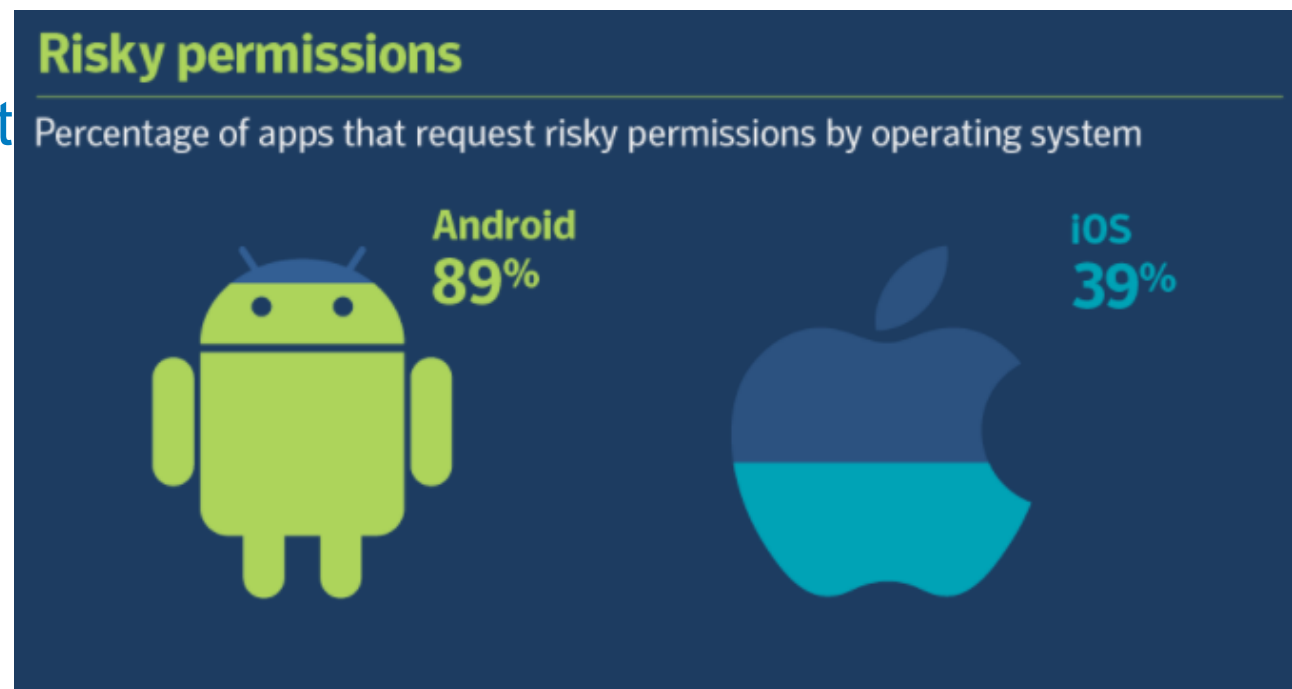 Risky permissions
t
Percentage of apps that request risky permissions by operating system
Android
89%
iOS
39%